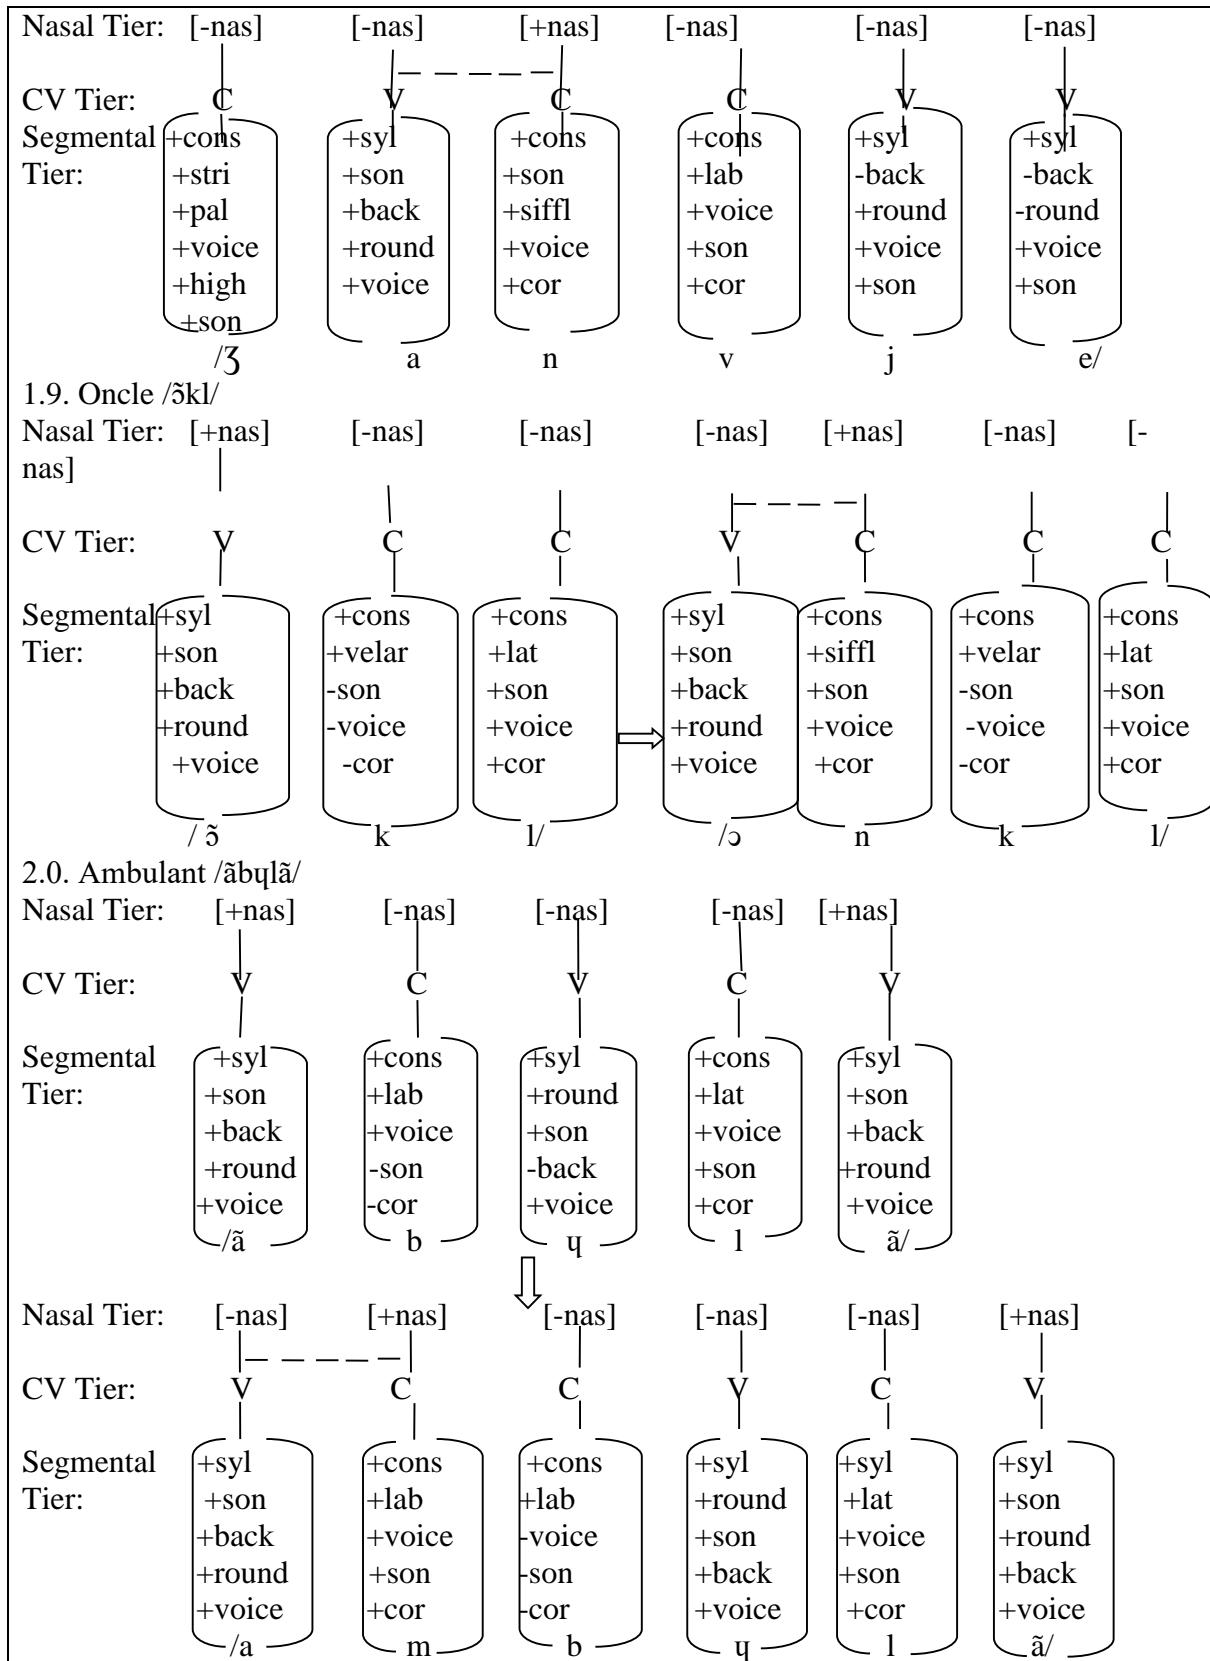 Nasal Tier: [-nas] [-nas] [+nas] [-nas] [-nas] [-nas]
CV Tier: C V C C V V
Segmental +cons +syl +cons +cons +syl +syl
Tier: +stri +son +son +lab -back -back
+pal +back +siffl +voice +round -round
+voice +round +voice +son +voice +voice
+high +voice +cor +cor +son +son
+son
/Ʒ a n v j e/
1.9. Oncle /ɔ̃kl/
Nasal Tier: [+nas] [-nas] [-nas] [-nas] [+nas] [-nas] [-
nas]
CV Tier: V C C V C C C
Segmental +syl +cons +cons +syl +cons +cons +cons
Tier: +son +velar +lat +son +siffl +velar +lat
+back -son +son +back +son -son +son
+round -voice +voice +round +voice -voice +voice
+voice -cor +cor +voice +cor -cor +cor
/ ɔ̃ k l/ /ɔ n k l/
2.0. Ambulant /ãbɥlã/
Nasal Tier: [+nas] [-nas] [-nas] [-nas] [+nas]
CV Tier: V C V C V
Segmental +syl +cons +syl +cons +syl
Tier: +son +lab +round +lat +son
+back +voice +son +voice +back
+round -son -back +son +round
+voice -cor +voice +cor +voice
/ã b ɥ l ã/
Nasal Tier: [-nas] [+nas] [-nas] [-nas] [-nas] [+nas]
CV Tier: V C C V C V
Segmental +syl +cons +cons +syl +syl +syl
Tier: +son +lab +lab +round +lat +son
+back +voice -voice +son +voice +round
+round +son -son +back +son +back
+voice +cor -cor +voice +cor +voice
/a m b ɥ l ã/